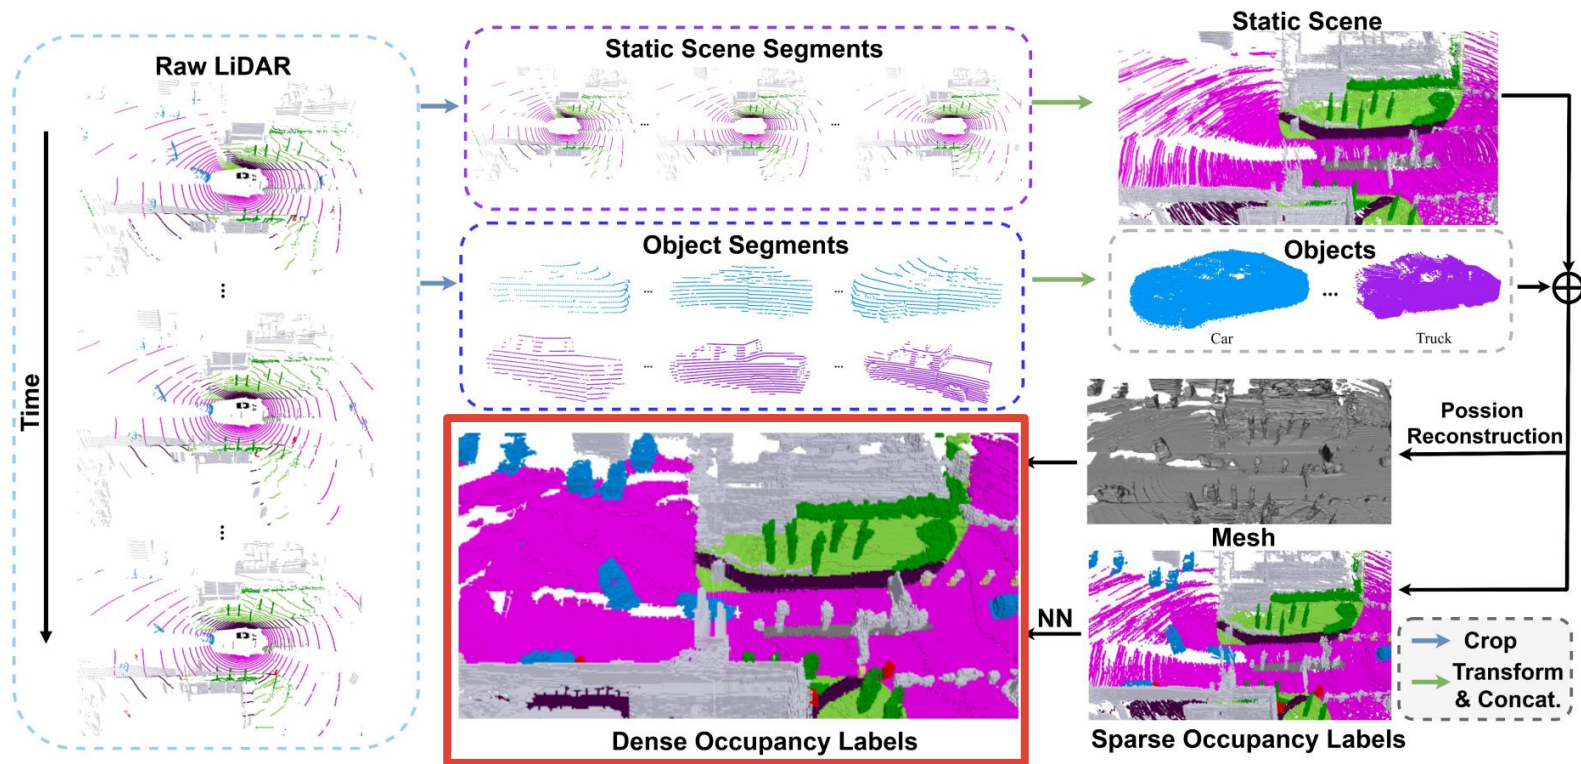 Raw LiDAR
Time
...
...
Static Scene Segments
...
...
Object Segments
...
...
...
...
Static Scene
Objects
...
Car
Truck
Possion
Reconstruction
Mesh
NN
Dense Occupancy Labels
Sparse Occupancy Labels
Crop
Transform
& Concat.